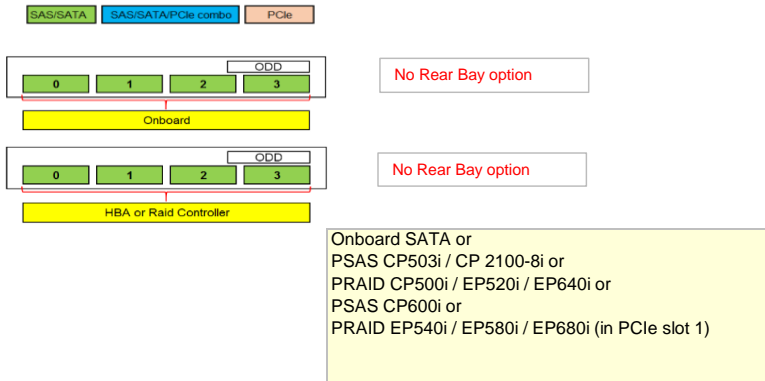 SAS/SATA SAS/SATA/PCIe combo PCIe
ODD
0 1 2 3
No Rear Bay option
Onboard
ODD
0 1 2 3
No Rear Bay option
HBA or Raid Controller
Onboard SATA or
PSAS CP503i / CP 2100-8i or
PRAID CP500i / EP520i / EP640i or
PSAS CP600i or
PRAID EP540i / EP580i / EP680i (in PCIe slot 1)